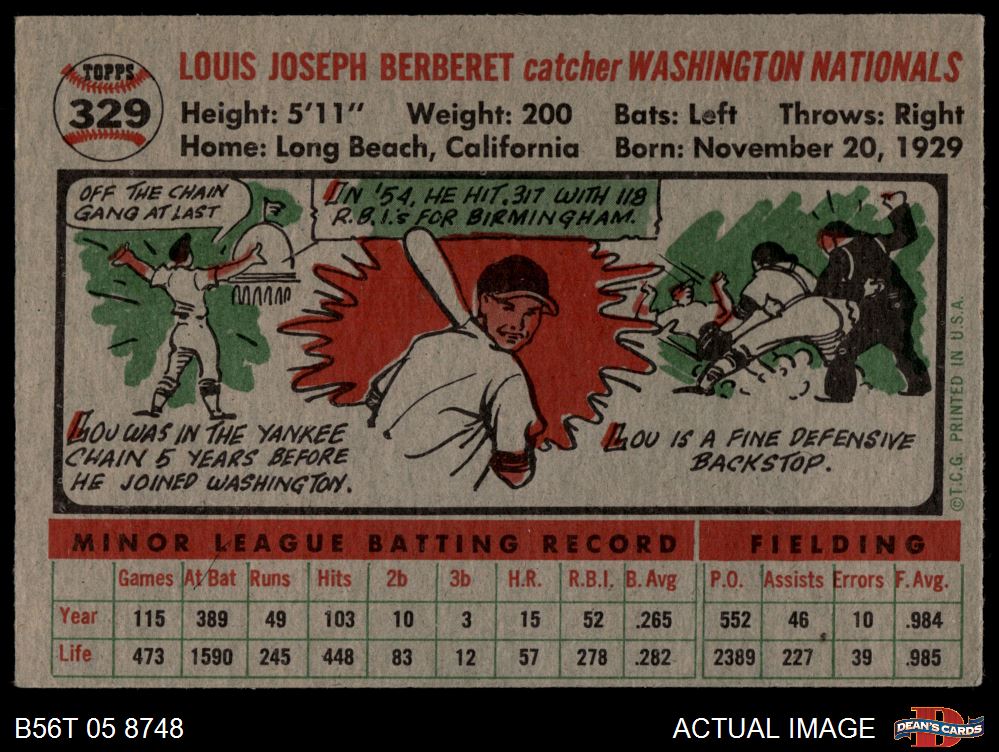 TOPPS
329
LOUIS JOSEPH BERBERET catcher WASHINGTON NATIONALS
Height: 5'11" Weight: 200 Bats: Left Throws: Right
Home: Long Beach, California Born: November 20, 1929
OFF THE CHAIN
GANG AT LAST
IN '54, HE HIT .317 WITH 118
R.B.I.'s FOR BIRMINGHAM.
LOU WAS IN THE YANKEE
CHAIN 5 YEARS BEFORE
HE JOINED WASHINGTON.
LOU IS A FINE DEFENSIVE
BACKSTOP.
©T.C.G. PRINTED IN U.S.A.
MINOR LEAGUE BATTING RECORD FIELDING
Games At Bat Runs Hits 2b 3b H.R. R.B.I. B. Avg P.O. Assists Errors F. Avg.
Year 115 389 49 103 10 3 15 52 .265 552 46 10 .984
Life 473 1590 245 448 83 12 57 278 .282 2389 227 39 .985
B56T 05 8748 ACTUAL IMAGE DEAN'S CARDS